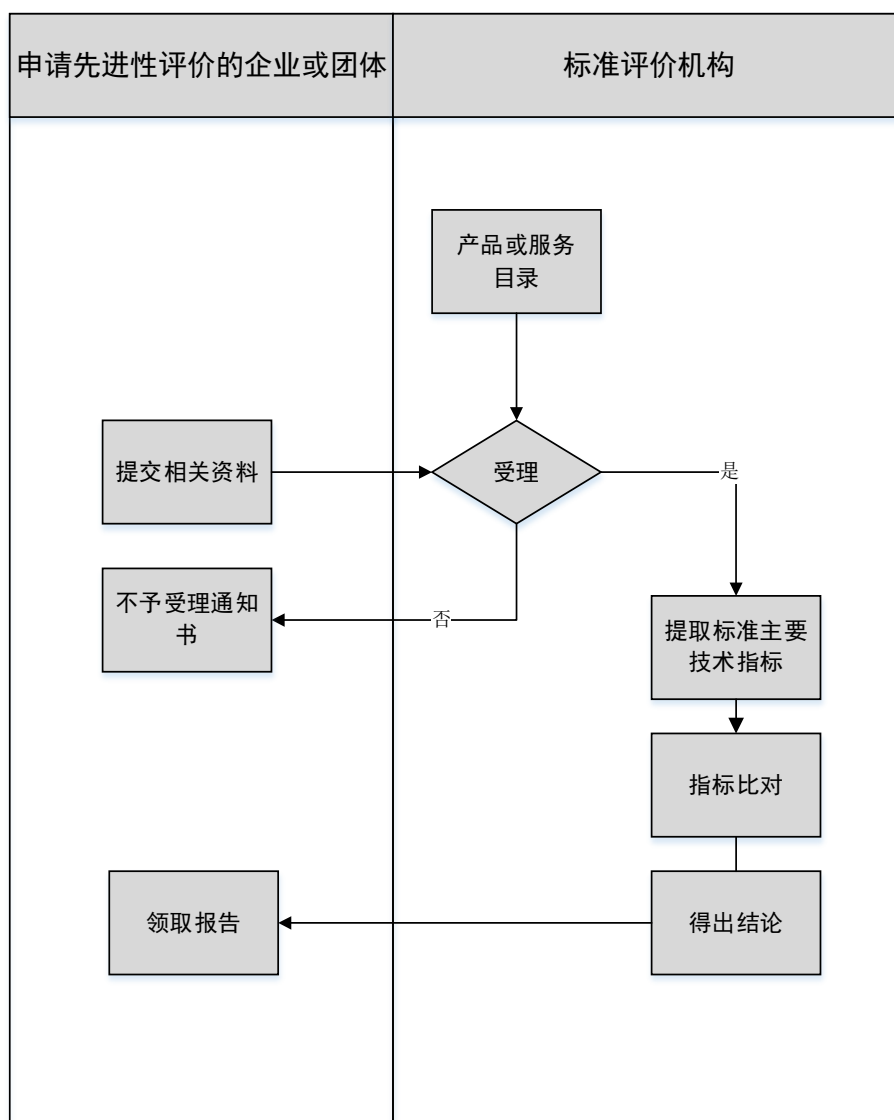 申请先进性评价的企业或团体
标准评价机构
产品或服务
目录
提交相关资料
受理
是
不予受理通知
书
否
提取标准主要
技术指标
指标比对
领取报告
得出结论